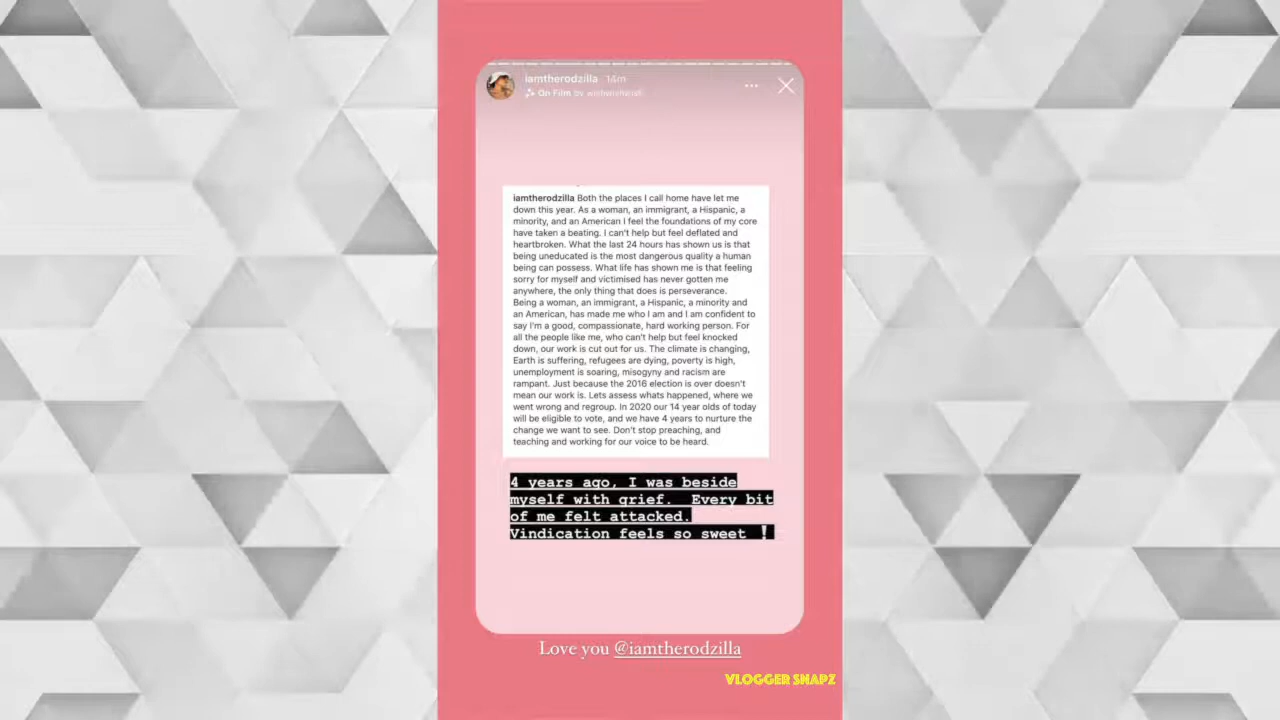 iamtherodzilla 14m
On Film by
iamtherodzilla Both the places I call home have let me
down this year. As a woman, an immigrant, a Hispanic, a
minority, and an American I feel the foundations of my core
have taken a beating. I can't help but feel deflated and
heartbroken. What the last 24 hours has shown us is that
being uneducated is the most dangerous quality a human
being can possess. What life has shown me is that feeling
sorry for myself and victimised has never gotten me
anywhere, the only thing that does is perseverance.
Being a woman, an immigrant, a Hispanic, a minority and
an American, has made me who I am and I am confident to
say I'm a good, compassionate, hard working person. For
all the people like me, who can't help but feel knocked
down, our work is cut out for us. The climate is changing,
Earth is suffering, refugees are dying, poverty is high,
unemployment is soaring, misogyny and racism are
rampant. Just because the 2016 election is over doesn't
mean our work is. Lets assess whats happened, where we
went wrong and regroup. In 2020 our 14 year olds of today
will be eligible to vote, and we have 4 years to nurture the
change we want to see. Don't stop preaching, and
teaching and working for our voice to be heard.
4 years ago, I was beside
myself with grief. Every bit
of me felt attacked.
Vindication feels so sweet !
Love you @iamtherodzilla
VLOGGER SNAPZ